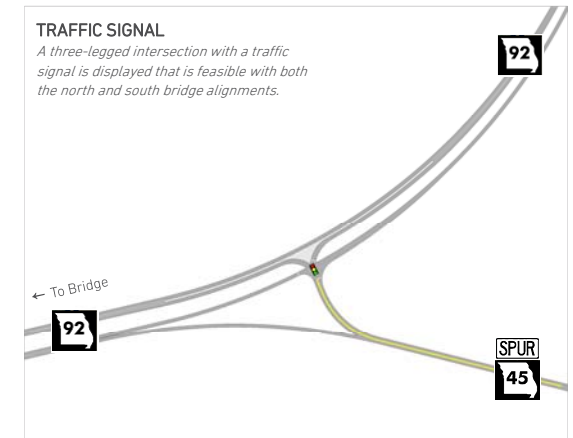 TRAFFIC SIGNAL
A three-legged intersection with a traffic
signal is displayed that is feasible with both
the north and south bridge alignments.
92
← To Bridge
92
SPUR
45